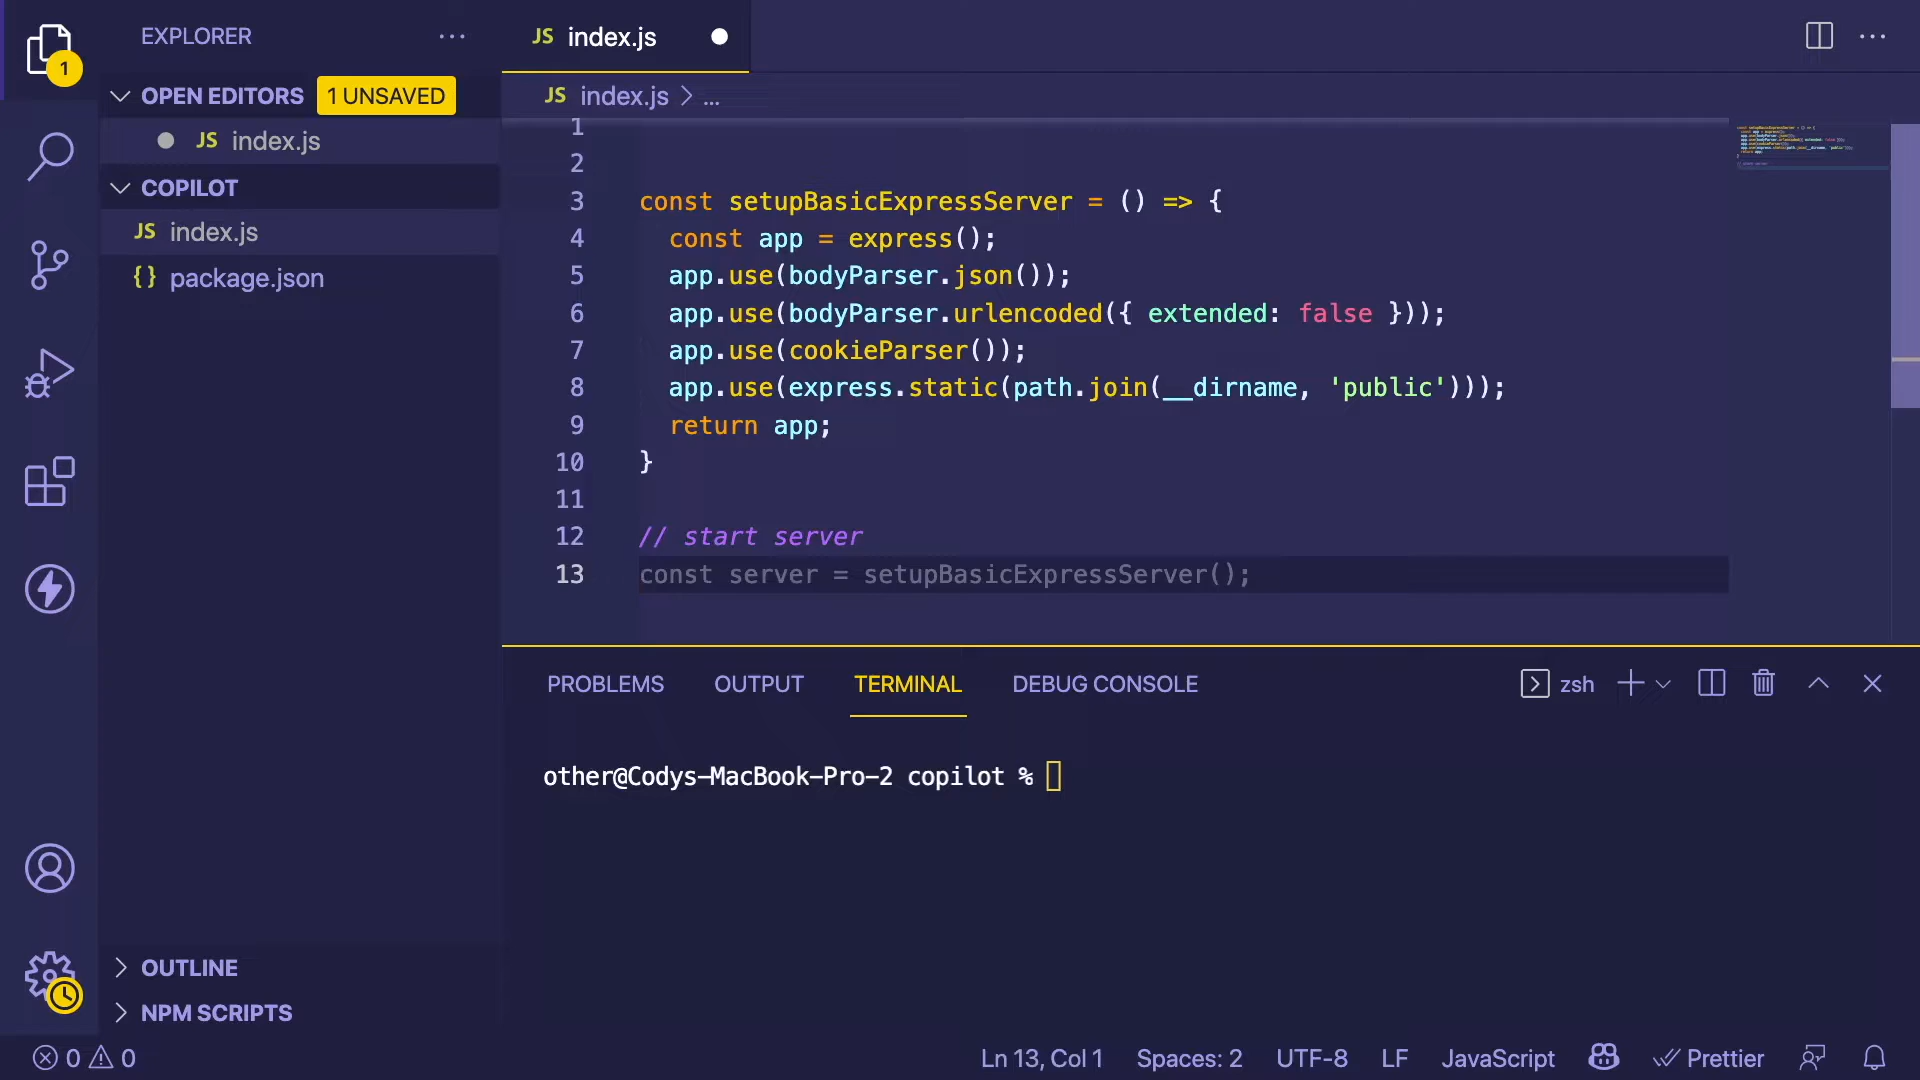 1
EXPLORER ...
JS index.js
OPEN EDITORS 1 UNSAVED
JS index.js
COPILOT
JS index.js
{} package.json
OUTLINE
NPM SCRIPTS
JS index.js > ...
1
2
3 const setupBasicExpressServer = () => {
4 const app = express();
5 app.use(bodyParser.json());
6 app.use(bodyParser.urlencoded({ extended: false }));
7 app.use(cookieParser());
8 app.use(express.static(path.join(__dirname, 'public')));
9 return app;
10 }
11
12 // start server
13 const server = setupBasicExpressServer();
PROBLEMS OUTPUT TERMINAL DEBUG CONSOLE zsh
other@Codys-MacBook-Pro-2 copilot %
0 0 Ln 13, Col 1 Spaces: 2 UTF-8 LF JavaScript Prettier